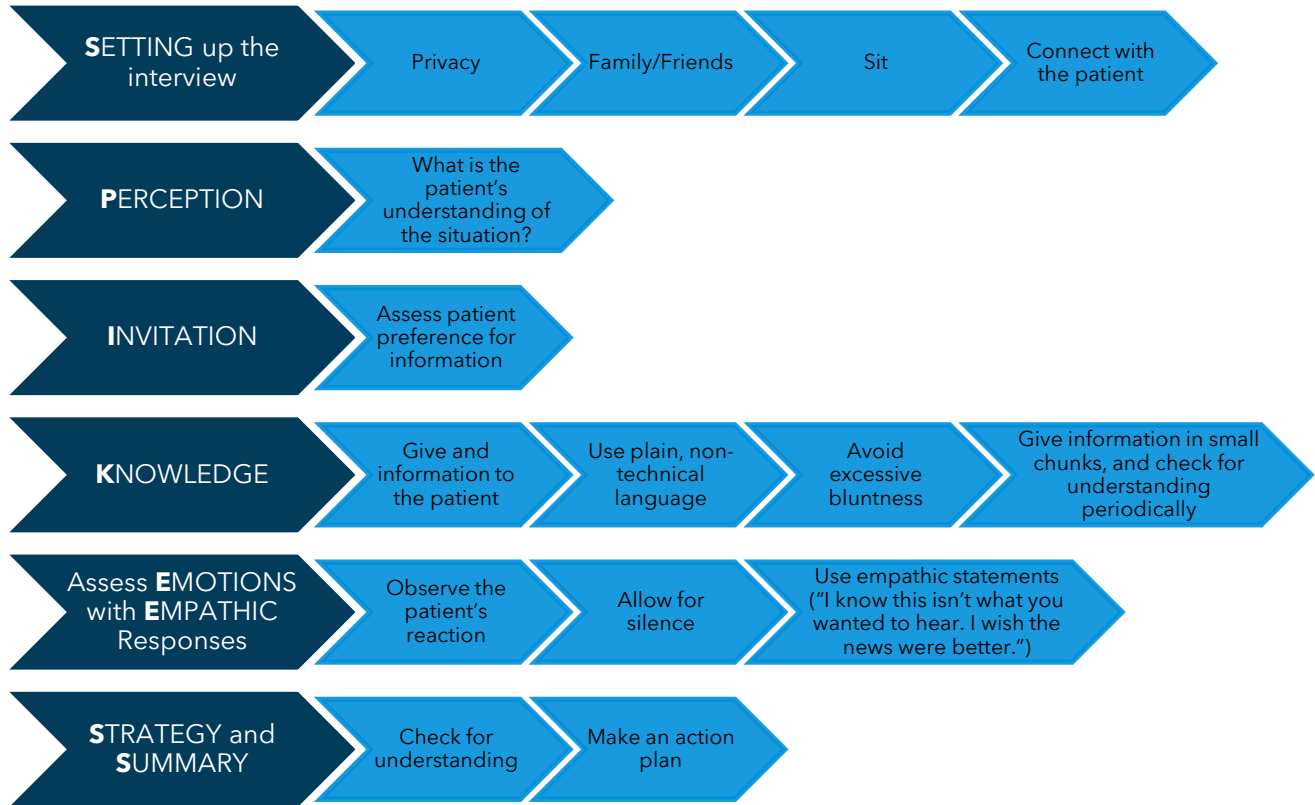 SETTING up the
interview
Privacy
Family/Friends
Sit
Connect with
the patient
PERCEPTION
What is the
patient's
understanding of
the situation?
INVITATION
Assess patient
preference for
information
KNOWLEDGE
Give and
information to
the patient
Use plain, non-
technical
language
Avoid
excessive
bluntness
Give information in small
chunks, and check for
understanding
periodically
Assess EMOTIONS
with EMPATHIC
Responses
Observe the
patient's
reaction
Allow for
silence
Use empathic statements
("I know this isn't what you
wanted to hear. I wish the
news were better.")
STRATEGY and
SUMMARY
Check for
understanding
Make an action
plan